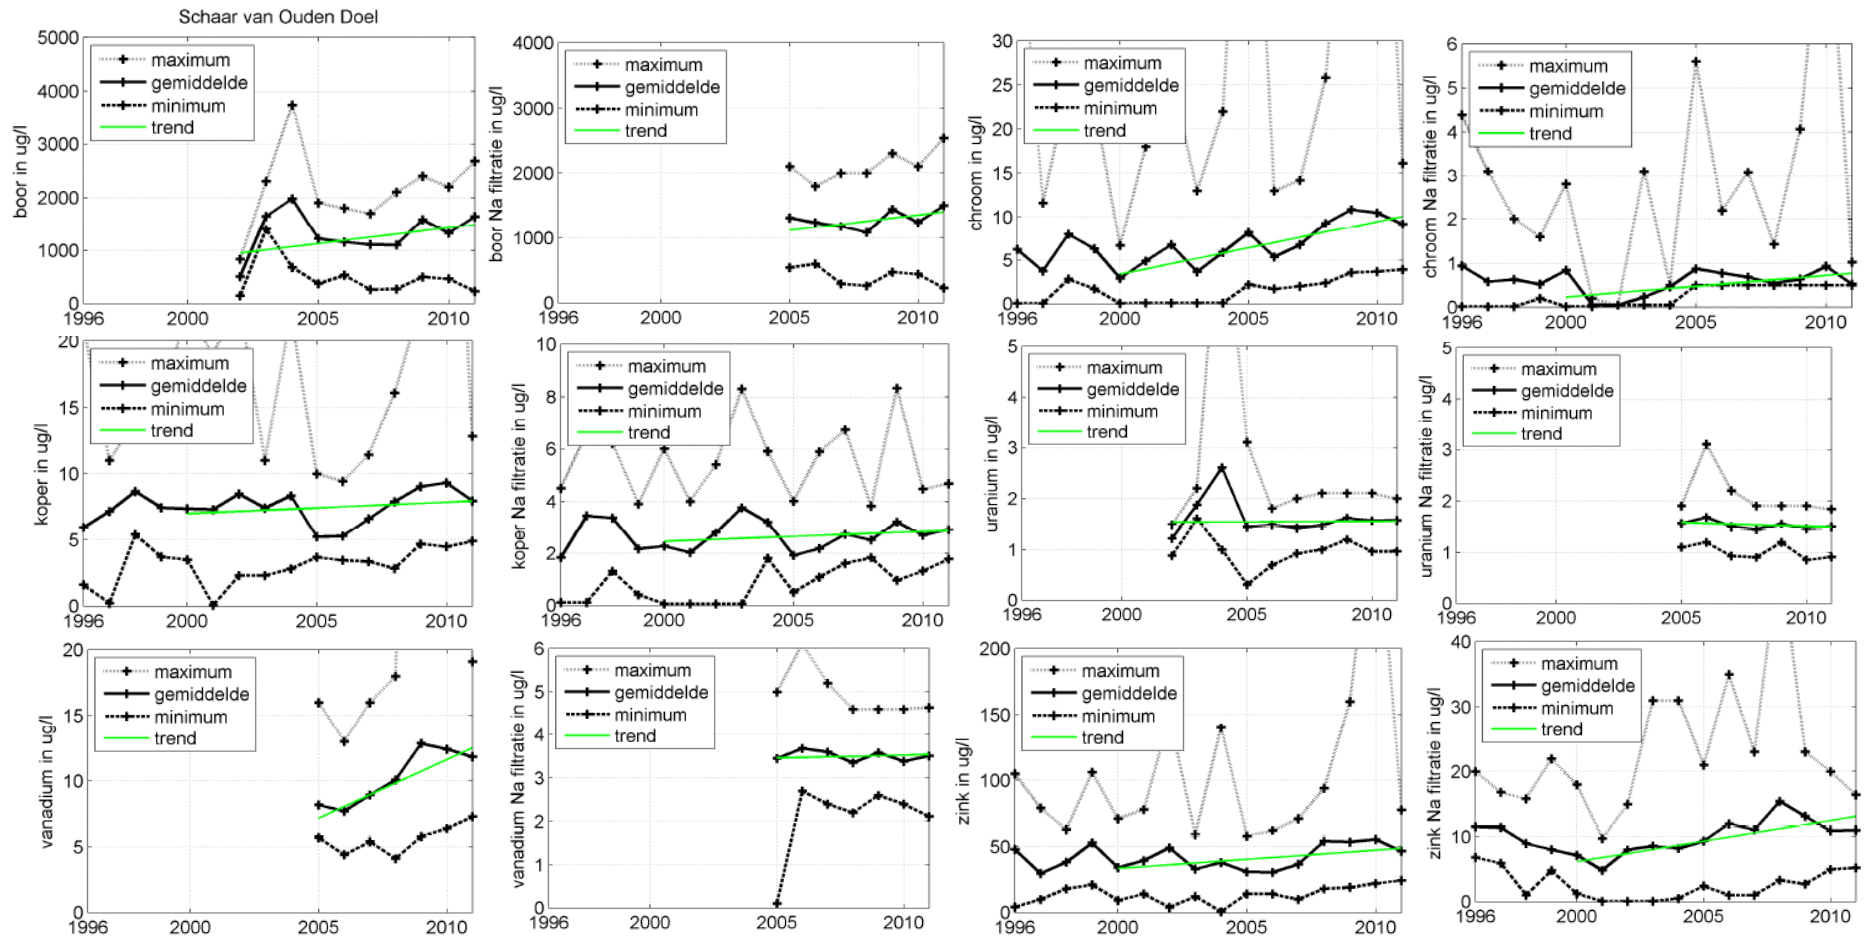 Schaar van Ouden Doel
boor in ug/l
5000
4000
3000
2000
1000
0
1996
2000
2005
2010
maximum
gemiddelde
minimum
trend
boor Na filtratie in ug/l
4000
3000
2000
1000
0
1996
2000
2005
2010
maximum
gemiddelde
minimum
trend
chroom in ug/l
30
25
20
15
10
5
0
1996
2000
2005
2010
maximum
gemiddelde
minimum
trend
chroom Na filtratie in ug/l
6
5
4
3
2
1
0
1996
2000
2005
2010
maximum
gemiddelde
minimum
trend
koper in ug/l
20
15
10
5
0
1996
2000
2005
2010
maximum
gemiddelde
minimum
trend
koper Na filtratie in ug/l
10
8
6
4
2
0
1996
2000
2005
2010
maximum
gemiddelde
minimum
trend
uranium in ug/l
5
4
3
2
1
0
1996
2000
2005
2010
maximum
gemiddelde
minimum
trend
uranium Na filtratie in ug/l
5
4
3
2
1
0
1996
2000
2005
2010
maximum
gemiddelde
minimum
trend
vanadium in ug/l
20
15
10
5
0
1996
2000
2005
2010
maximum
gemiddelde
minimum
trend
vanadium Na filtratie in ug/l
6
5
4
3
2
1
0
1996
2000
2005
2010
maximum
gemiddelde
minimum
trend
zink in ug/l
200
150
100
50
0
1996
2000
2005
2010
maximum
gemiddelde
minimum
trend
zink Na filtratie in ug/l
40
30
20
10
0
1996
2000
2005
2010
maximum
gemiddelde
minimum
trend